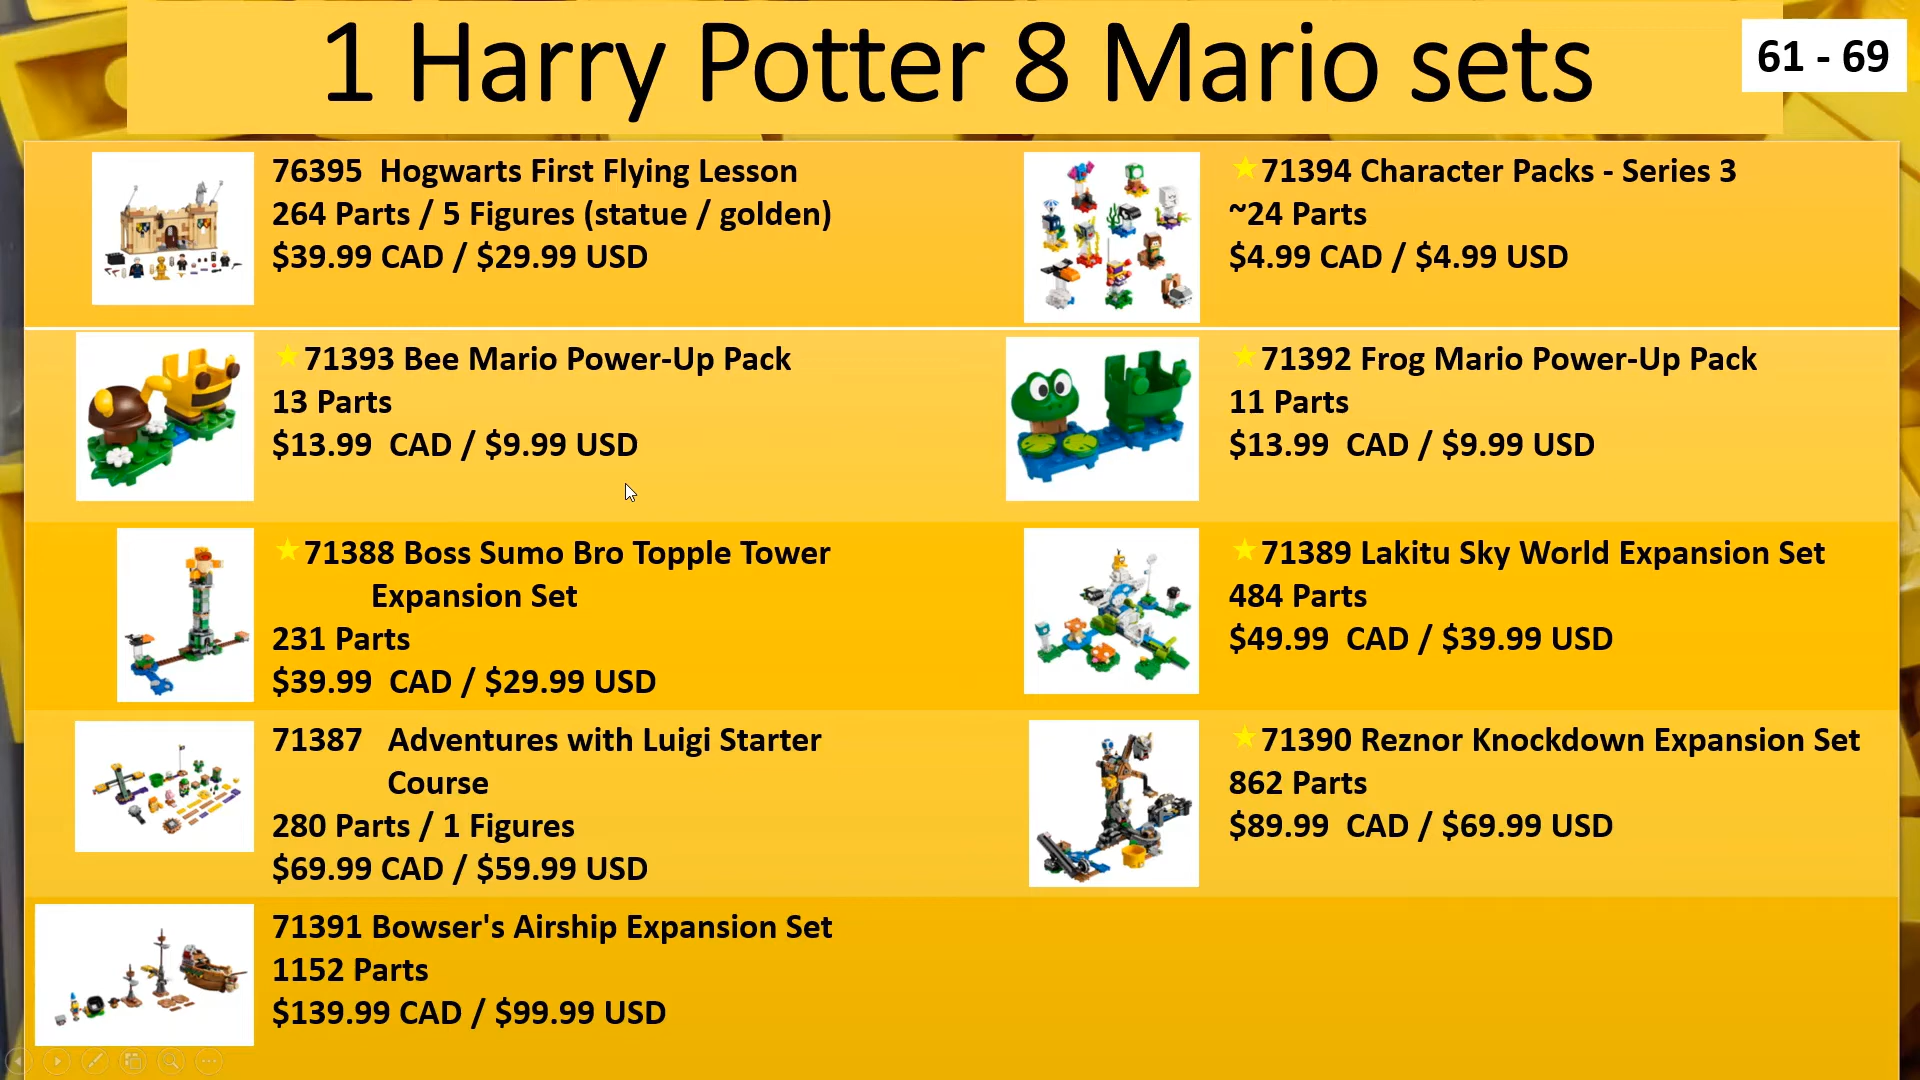 1 Harry Potter 8 Mario sets
61 - 69
76395 Hogwarts First Flying Lesson
264 Parts / 5 Figures (statue / golden)
$39.99 CAD / $29.99 USD
71394 Character Packs - Series 3
~24 Parts
$4.99 CAD / $4.99 USD
71393 Bee Mario Power-Up Pack
13 Parts
$13.99 CAD / $9.99 USD
71392 Frog Mario Power-Up Pack
11 Parts
$13.99 CAD / $9.99 USD
71388 Boss Sumo Bro Topple Tower
Expansion Set
231 Parts
$39.99 CAD / $29.99 USD
71389 Lakitu Sky World Expansion Set
484 Parts
$49.99 CAD / $39.99 USD
71387 Adventures with Luigi Starter
Course
280 Parts / 1 Figures
$69.99 CAD / $59.99 USD
71390 Reznor Knockdown Expansion Set
862 Parts
$89.99 CAD / $69.99 USD
71391 Bowser's Airship Expansion Set
1152 Parts
$139.99 CAD / $99.99 USD